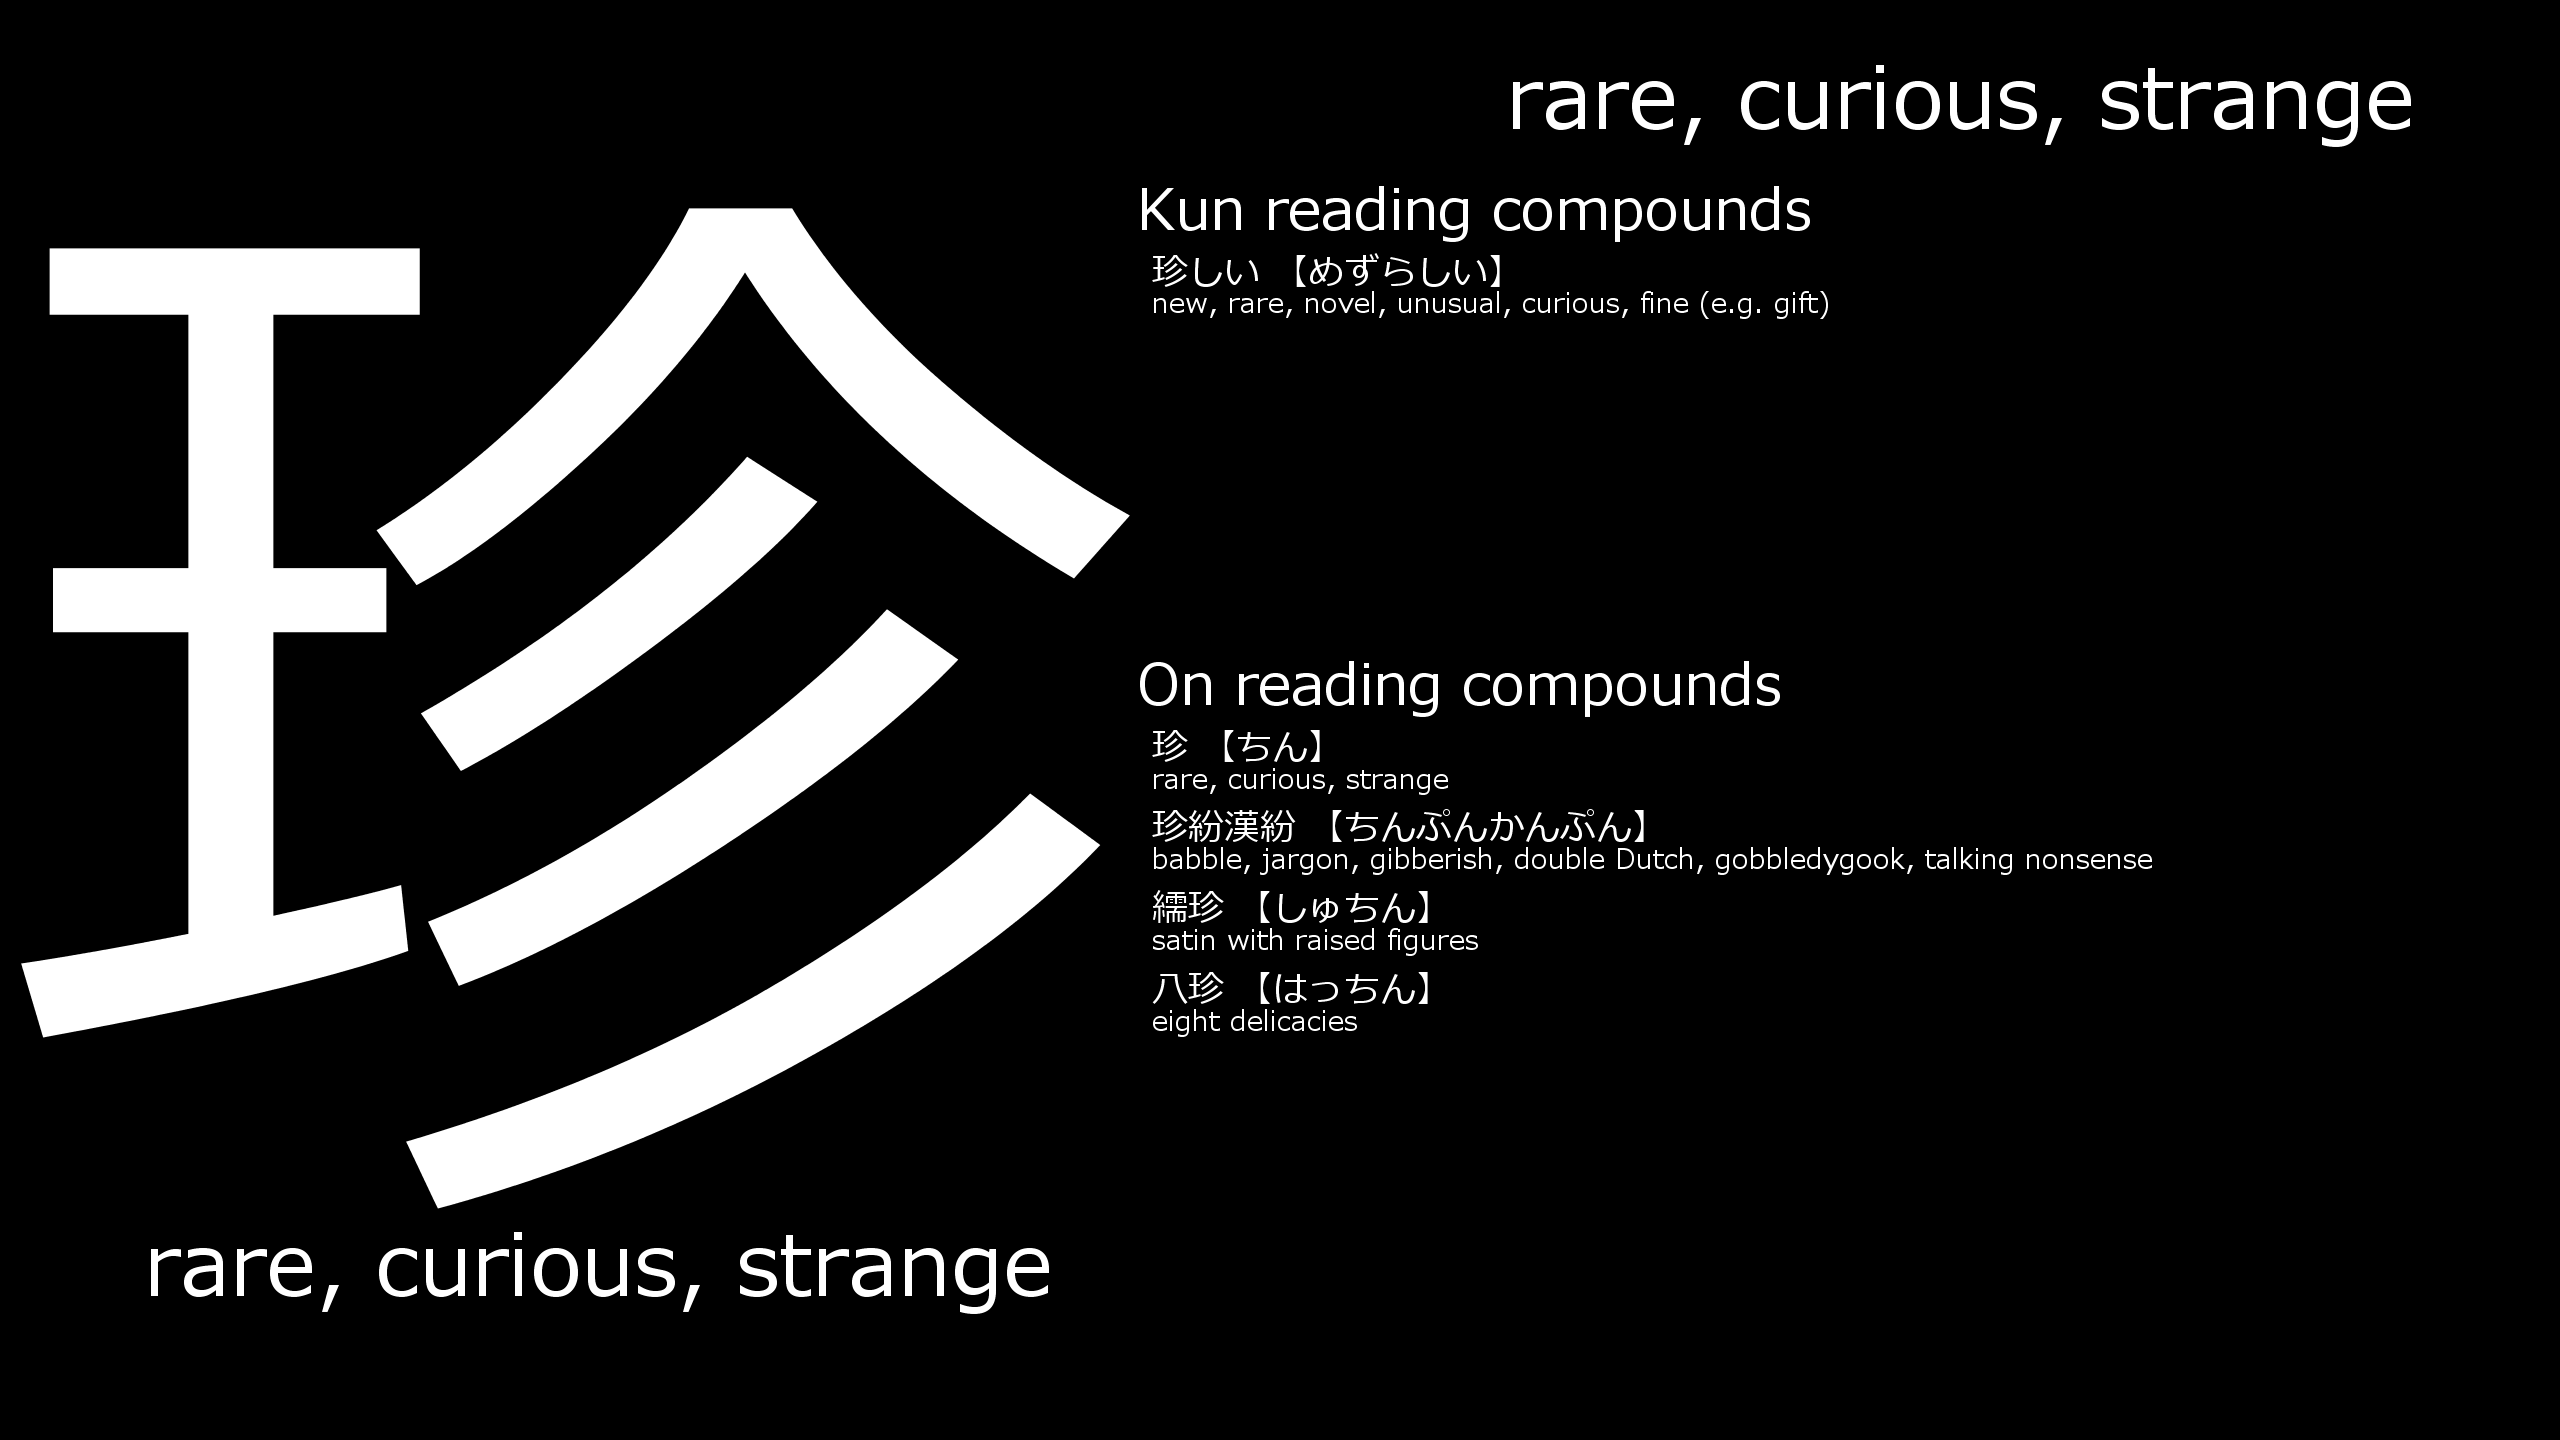 rare, curious, strange
珍
rare, curious, strange
Kun reading compounds
珍しい 【めずらしい】
new, rare, novel, unusual, curious, fine (e.g. gift)
On reading compounds
珍 【ちん】
rare, curious, strange
珍紛漢紛 【ちんぷんかんぷん】
babble, jargon, gibberish, double Dutch, gobbledygook, talking nonsense
繻珍 【しゅちん】
satin with raised figures
八珍 【はっちん】
eight delicacies